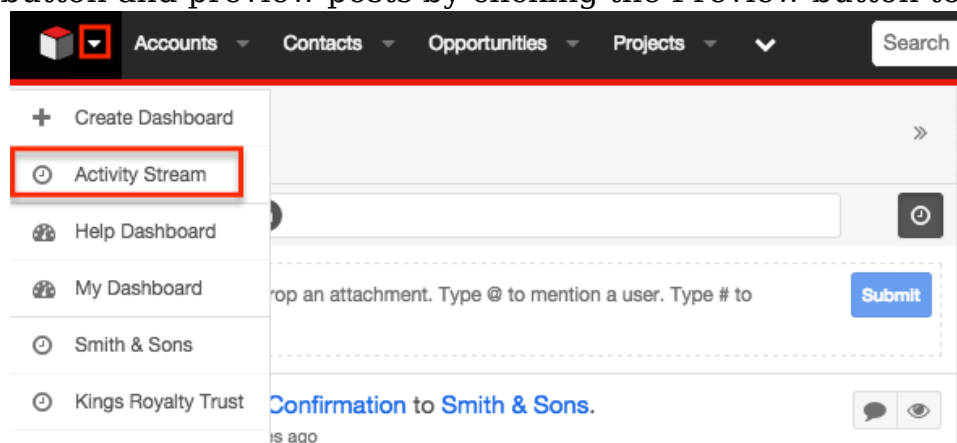 button and preview posts by clicking the Preview button to
Accounts Contacts Opportunities Projects Search
Create Dashboard
Activity Stream
Help Dashboard
My Dashboard
rop an attachment. Type @ to mention a user. Type # to
Submit
Smith & Sons
Kings Royalty Trust
Confirmation to Smith & Sons.
es ago